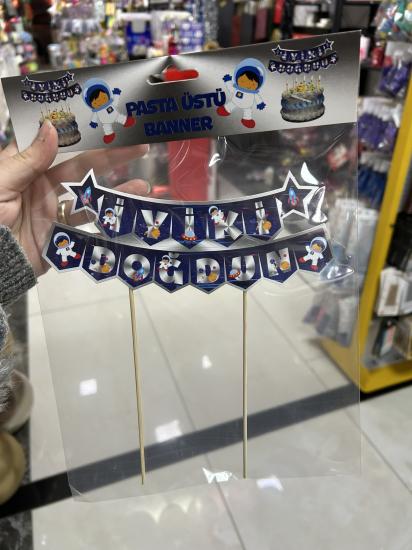 PASTA ÜSTÜ
BANNER
İYİ Kİ
DOĞDUN